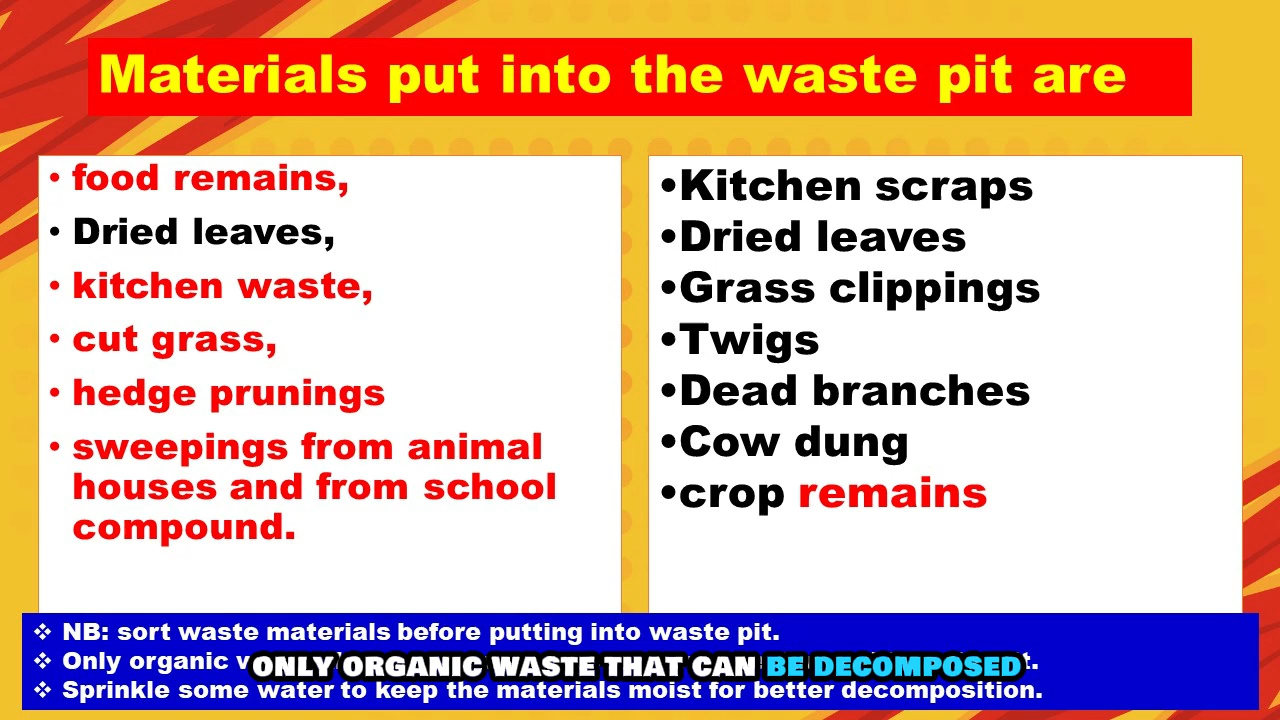 Materials put into the waste pit are
• food remains,
• Dried leaves,
• kitchen waste,
• cut grass,
• hedge prunings
• sweepings from animal
houses and from school
compound.
•Kitchen scraps
•Dried leaves
•Grass clippings
•Twigs
•Dead branches
•Cow dung
•crop remains
❖ NB: sort waste materials before putting into waste pit.
❖ Only organic
ONLY ORGANIC WASTE THAT CAN BE DECOMPOSED
❖ Sprinkle some water to keep the materials moist for better decomposition.